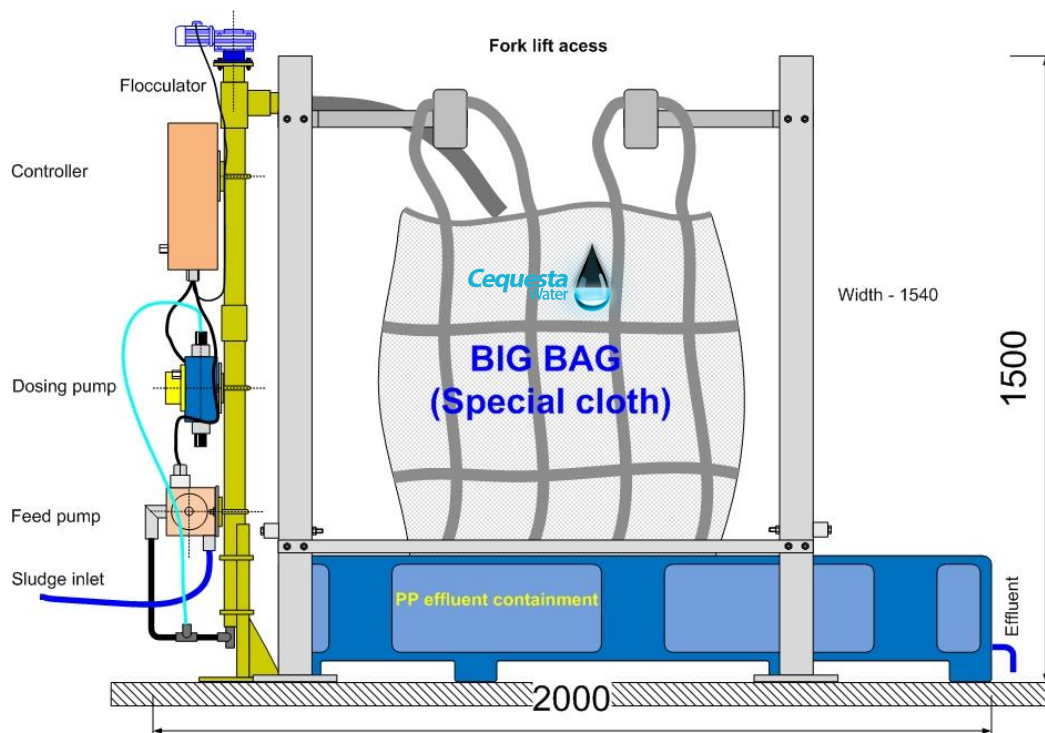 Fork lift acess
Flocculator
Controller
Cequesta
Water
Width - 1540
1500
BIG BAG
(Special cloth)
Dosing pump
Feed pump
Sludge inlet
PP effluent containment
Effluent
2000